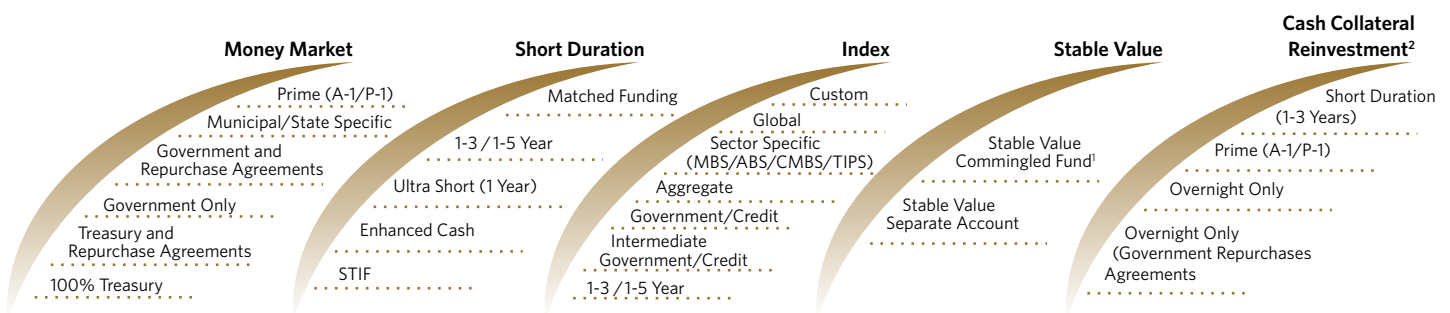 Money Market
Prime (A-1/P-1)
Municipal/State Specific
Government and
Repurchase Agreements
Government Only
Treasury and
Repurchase Agreements
100% Treasury
Short Duration
Matched Funding
1-3 /1-5 Year
Ultra Short (1 Year)
Enhanced Cash
STIF
Index
Custom
Global
Sector Specific
(MBS/ABS/CMBS/TIPS)
Aggregate
Government/Credit
Intermediate
Government/Credit
1-3 /1-5 Year
Stable Value
Stable Value
Commingled Fund¹
Stable Value
Separate Account
Cash Collateral
Reinvestment²
Short Duration
(1-3 Years)
Prime (A-1/P-1)
Overnight Only
Overnight Only
(Government Repurchases
Agreements